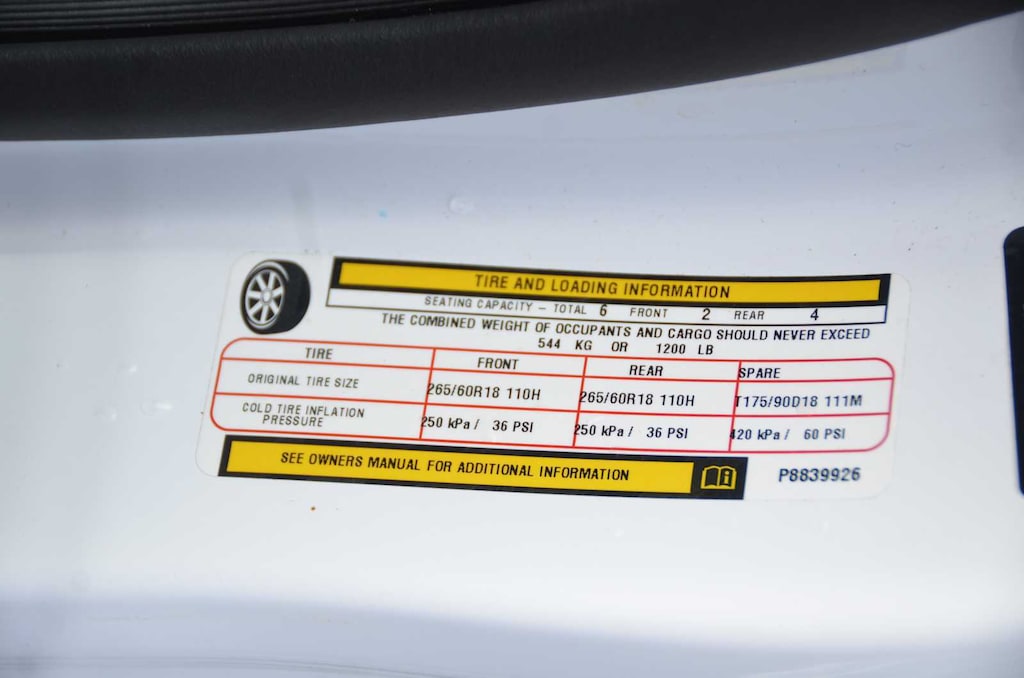 TIRE AND LOADING INFORMATION
SEATING CAPACITY – TOTAL 6 FRONT 2 REAR 4
THE COMBINED WEIGHT OF OCCUPANTS AND CARGO SHOULD NEVER EXCEED
544 KG OR 1200 LB
TIRE FRONT REAR SPARE
ORIGINAL TIRE SIZE 265/60R18 110H 265/60R18 110H T175/90D18 111M
COLD TIRE INFLATION PRESSURE 250 kPa / 36 PSI 250 kPa / 36 PSI 420 kPa / 60 PSI
SEE OWNERS MANUAL FOR ADDITIONAL INFORMATION
P8839926